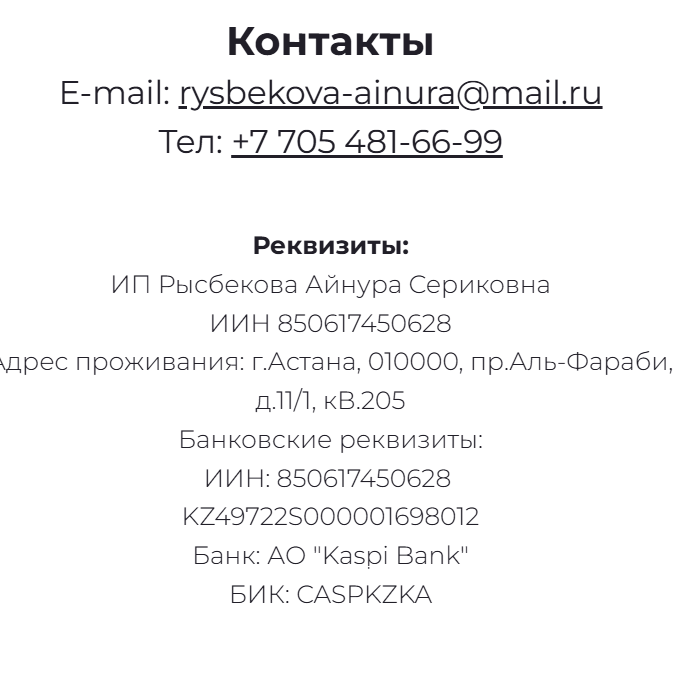 Контакты
E-mail: rysbekova-ainura@mail.ru
Тел: +7 705 481-66-99
Реквизиты:
ИП Рысбекова Айнура Сериковна
ИИН 850617450628
Адрес проживания: г.Астана, 010000, пр.Аль-Фараби,
д.11/1, кВ.205
Банковские реквизиты:
ИИН: 850617450628
KZ49722S000001698012
Банк: АО "Kaspi Bank"
БИК: CASPKZKA